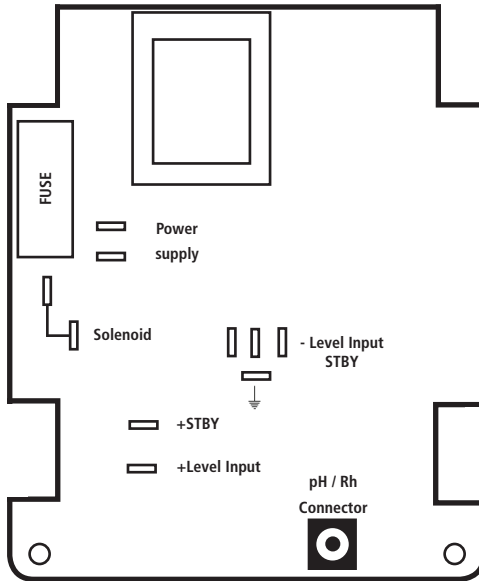 FUSE
Power
supply
Solenoid
- Level Input
STBY
+STBY
+Level Input
pH / Rh
Connector